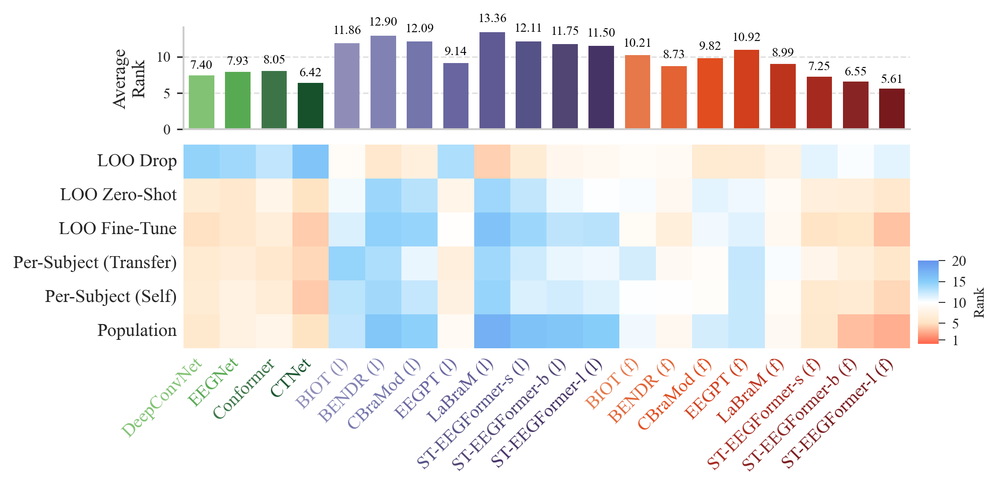 13.36
12.90
11.86
12.09
12.11
11.75
11.50
10.21
9.14
8.73
9.82
10.92
8.99
7.40
7.93
8.05
6.42
7.25
6.55
5.61
Average
Rank
10
5
0
LOO Drop
LOO Zero-Shot
LOO Fine-Tune
Per-Subject (Transfer)
Per-Subject (Self)
Population
20
15
10
5
1
Rank
DeepConvNet
EEGNet
Conformer
CTNet
BIOT (l)
BENDR (l)
CBraMod (l)
EEGPT (l)
LaBraM (l)
ST-EEGFormer-s (l)
ST-EEGFormer-b (l)
ST-EEGFormer-l (l)
BIOT (f)
BENDR (f)
CBraMod (f)
EEGPT (f)
LaBraM (f)
ST-EEGFormer-s (f)
ST-EEGFormer-b (f)
ST-EEGFormer-l (f)